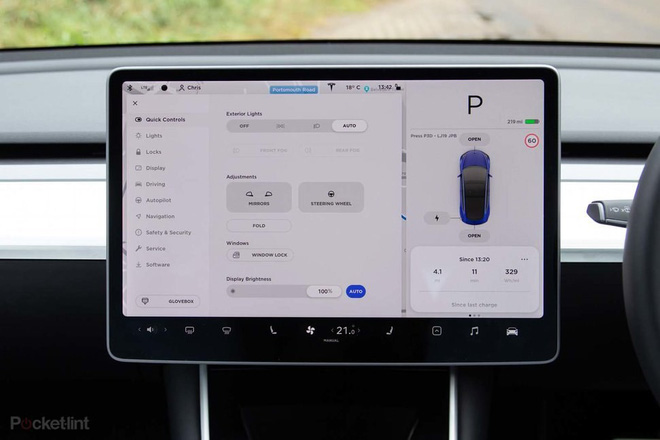 Chris
Portsmouth Road
18° C
13:42
Quick Controls
Lights
Locks
Display
Driving
Autopilot
Navigation
Safety & Security
Service
Software
GLOVEBOX
Exterior Lights
OFF
AUTO
FRONT FOG
REAR FOG
Adjustments
MIRRORS
STEERING WHEEL
FOLD
Windows
WINDOW LOCK
Display Brightness
100%
AUTO
P
60
Press P3D - LJ19 JPB
OPEN
OPEN
Since 13:20
4.1
11
329
Since last charge
21.0
MANUAL
Pocketlint